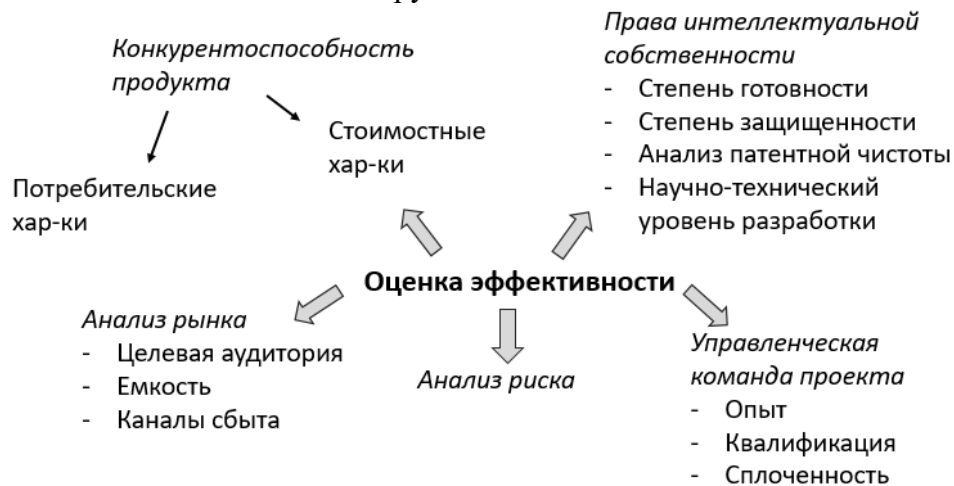 Конкурентоспособность
продукта
Стоимостные
хар-ки
Потребительские
хар-ки
Права интеллектуальной
собственности
- Степень готовности
- Степень защищенности
- Анализ патентной чистоты
- Научно-технический
уровень разработки
Оценка эффективности
Анализ рынка
- Целевая аудитория
- Емкость
- Каналы сбыта
Анализ риска
Управленческая
команда проекта
- Опыт
- Квалификация
- Сплоченность